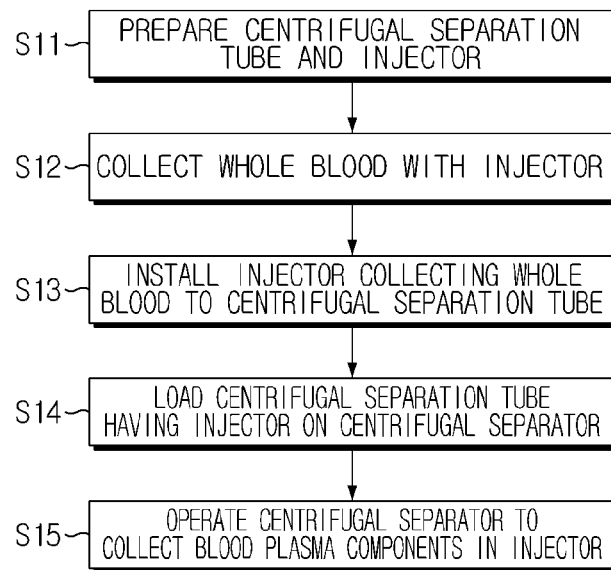 S11
PREPARE CENTRIFUGAL SEPARATION
TUBE AND INJECTOR
S12
COLLECT WHOLE BLOOD WITH INJECTOR
S13
INSTALL INJECTOR COLLECTING WHOLE
BLOOD TO CENTRIFUGAL SEPARATION TUBE
S14
LOAD CENTRIFUGAL SEPARATION TUBE
HAVING INJECTOR ON CENTRIFUGAL SEPARATOR
S15
OPERATE CENTRIFUGAL SEPARATOR TO
COLLECT BLOOD PLASMA COMPONENTS IN INJECTOR